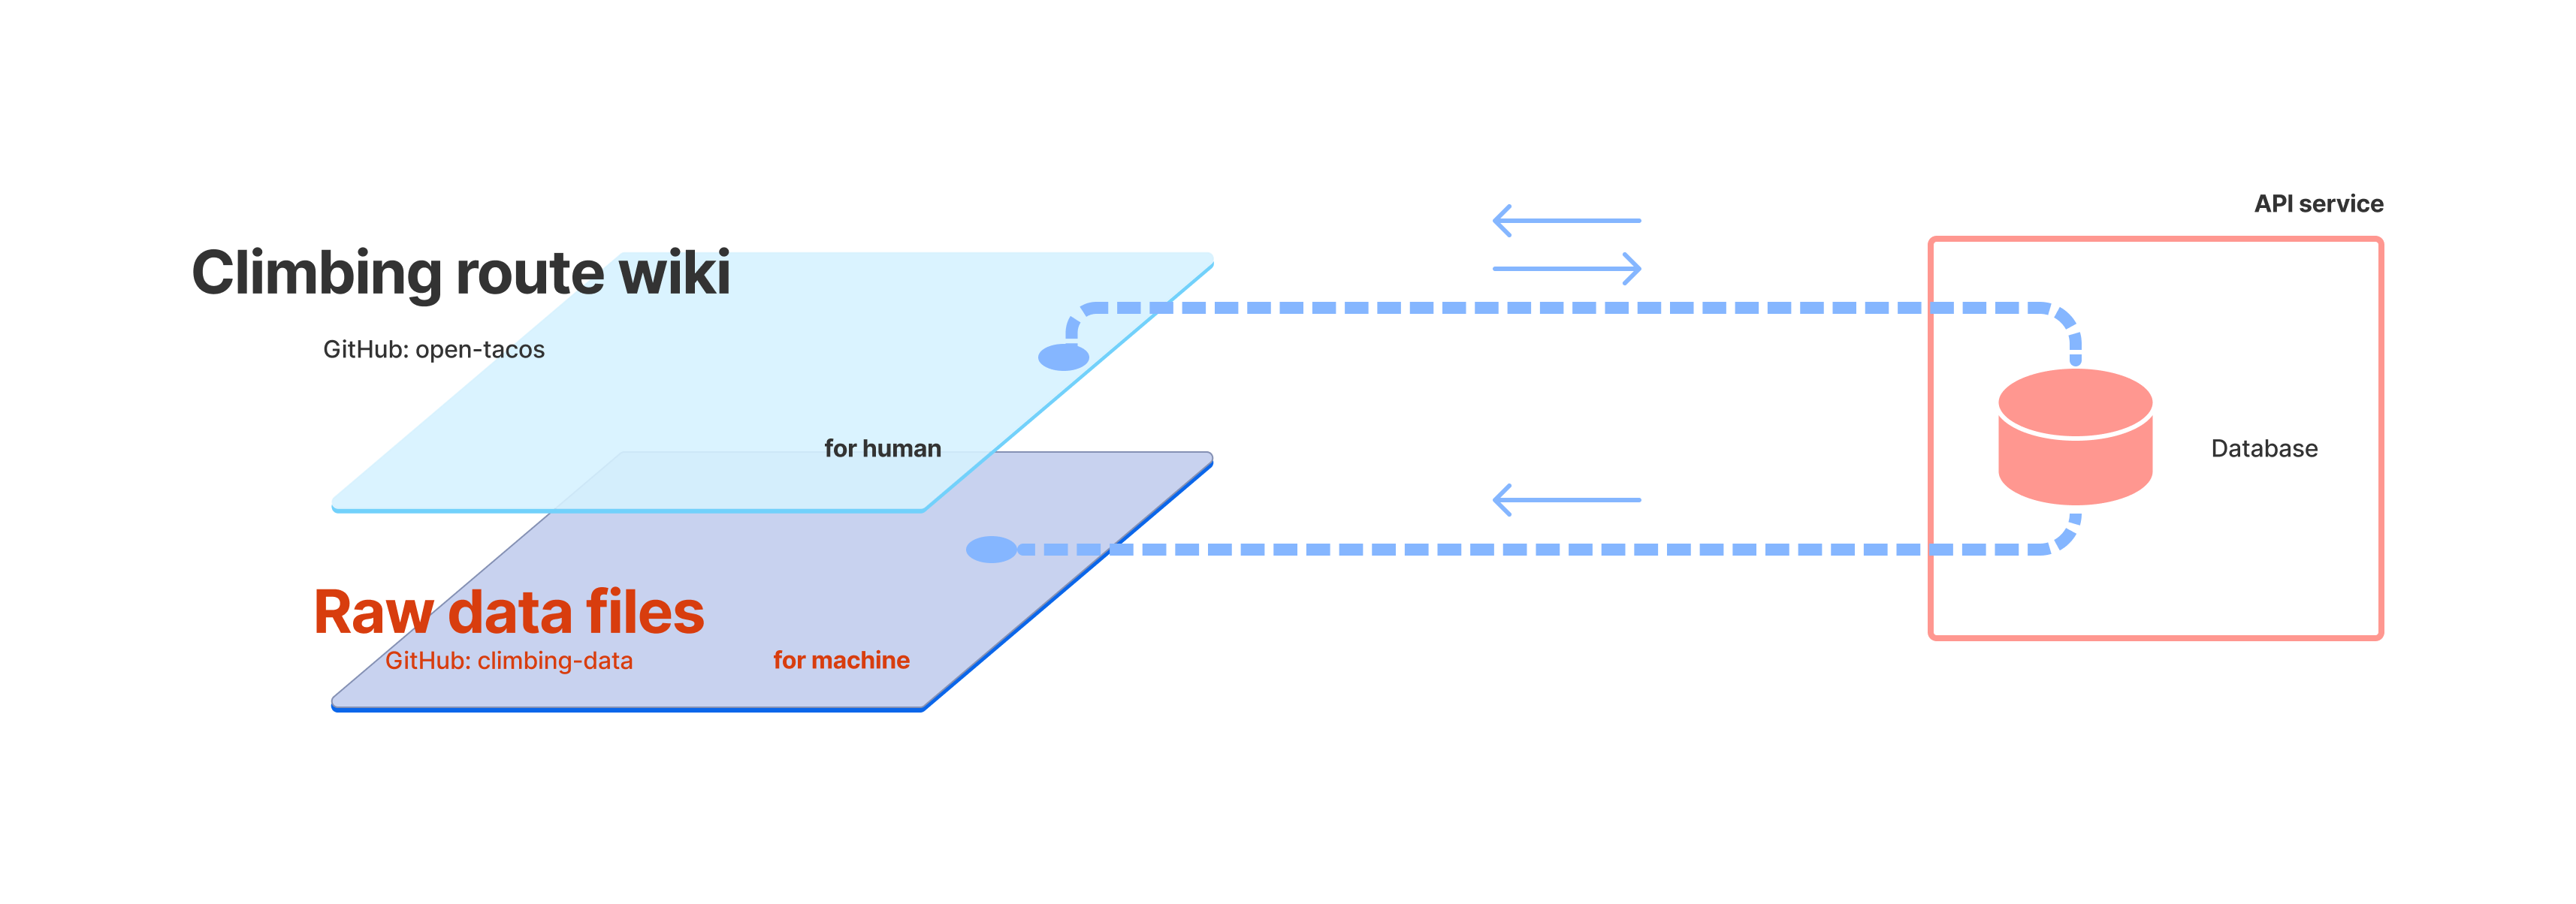 API service
Climbing route wiki
GitHub: open-tacos
for human
Database
Raw data files
GitHub: climbing-data
for machine